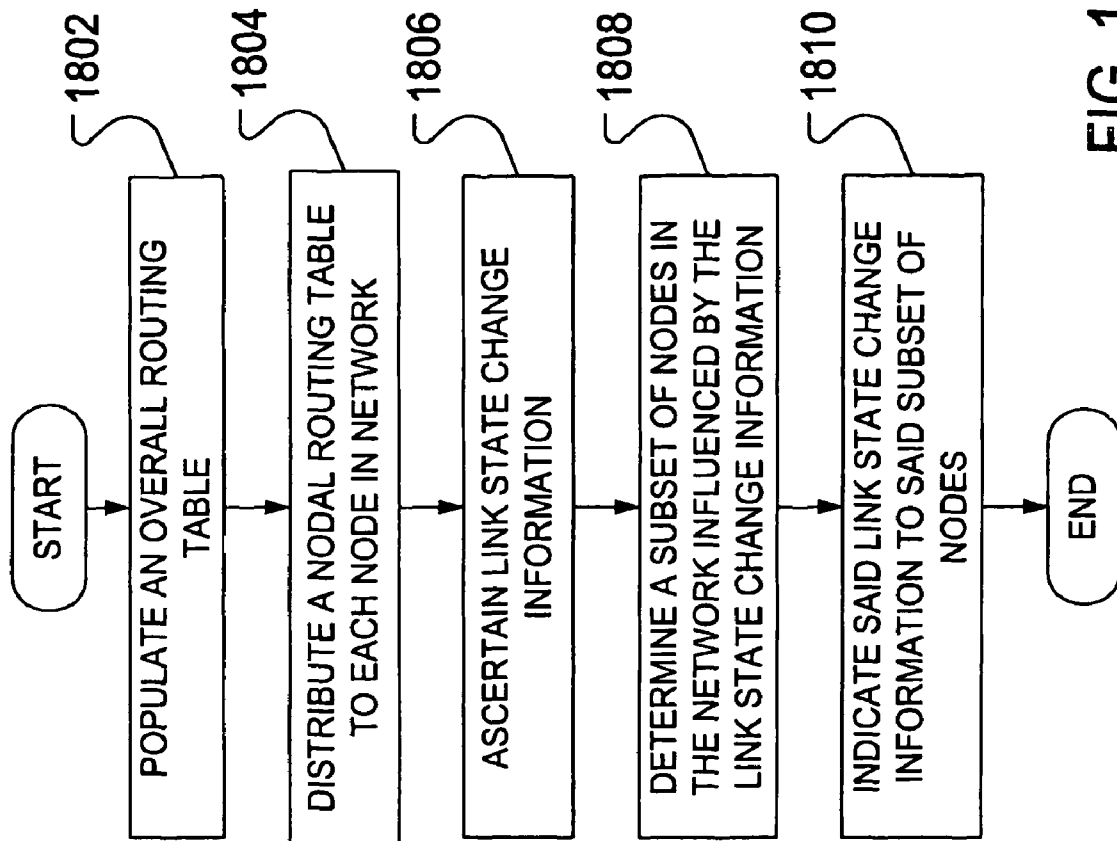 START
POPULATE AN OVERALL ROUTING
TABLE
1802
DISTRIBUTE A NODAL ROUTING TABLE
TO EACH NODE IN NETWORK
1804
ASCERTAIN LINK STATE CHANGE
INFORMATION
1806
DETERMINE A SUBSET OF NODES IN
THE NETWORK INFLUENCED BY THE
LINK STATE CHANGE INFORMATION
1808
INDICATE SAID LINK STATE CHANGE
INFORMATION TO SAID SUBSET OF
NODES
1810
END
FIG. 1